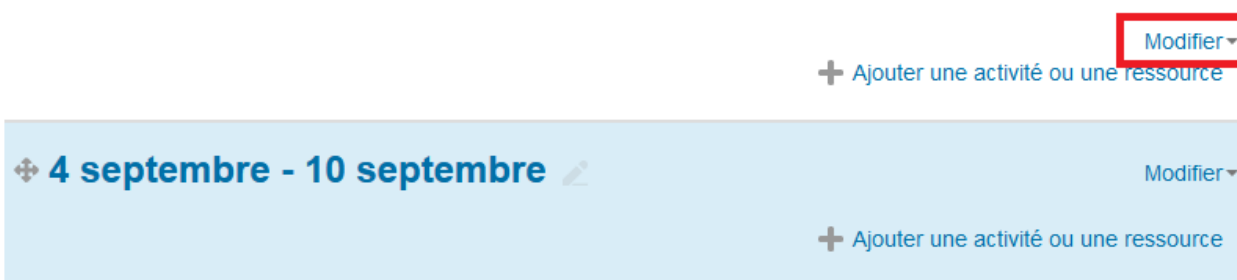 Modifier
Ajouter une activité ou une ressource
4 septembre - 10 septembre
Modifier
Ajouter une activité ou une ressource